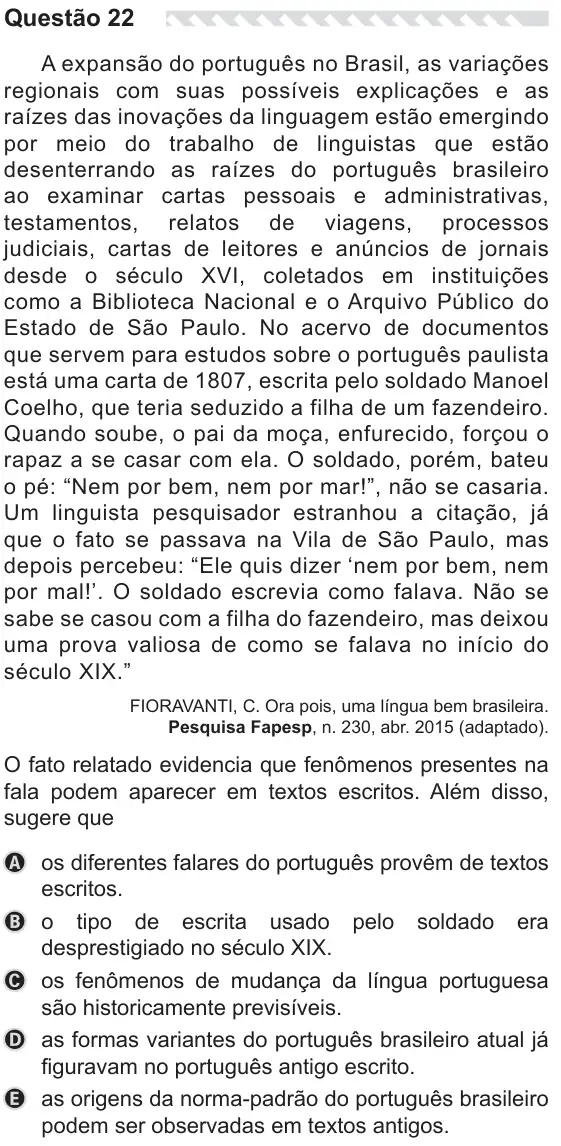 Questão 22
A expansão do português no Brasil, as variações
regionais com suas possíveis explicações e as
raízes das inovações da linguagem estão emergindo
por meio do trabalho de linguistas que estão
desenterrando as raízes do português brasileiro
ao examinar cartas pessoais e administrativas,
testamentos, relatos de viagens, processos
judiciais, cartas de leitores e anúncios de jornais
desde o século XVI, coletados em instituições
como a Biblioteca Nacional e o Arquivo Público do
Estado de São Paulo. No acervo de documentos
que servem para estudos sobre o português paulista
está uma carta de 1807, escrita pelo soldado Manoel
Coelho, que teria seduzido a filha de um fazendeiro.
Quando soube, o pai da moça, enfurecido, forçou o
rapaz a se casar com ela. O soldado, porém, bateu
o pé: “Nem por bem, nem por mar!”, não se casaria.
Um linguista pesquisador estranhou a citação, já
que o fato se passava na Vila de São Paulo, mas
depois percebeu: “Ele quis dizer ‘nem por bem, nem
por mal!’. O soldado escrevia como falava. Não se
sabe se casou com a filha do fazendeiro, mas deixou
uma prova valiosa de como se falava no início do
século XIX.”
FIORAVANTI, C. Ora pois, uma língua bem brasileira.
Pesquisa Fapesp, n. 230, abr. 2015 (adaptado).
O fato relatado evidencia que fenômenos presentes na
fala podem aparecer em textos escritos. Além disso,
sugere que
A os diferentes falares do português provêm de textos
escritos.
B o tipo de escrita usado pelo soldado era
desprestigiado no século XIX.
C os fenômenos de mudança da língua portuguesa
são historicamente previsíveis.
D as formas variantes do português brasileiro atual já
figuravam no português antigo escrito.
E as origens da norma-padrão do português brasileiro
podem ser observadas em textos antigos.